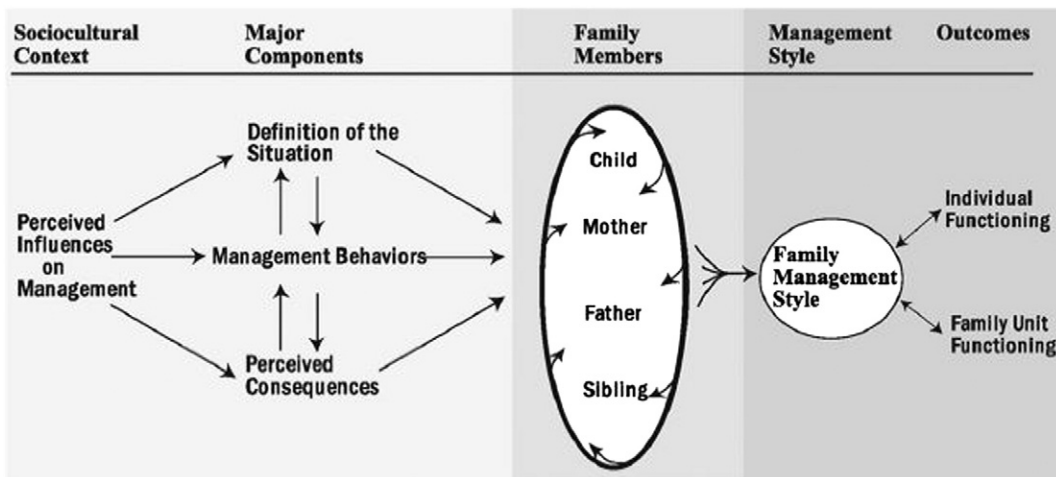 Sociocultural
Context
Major
Components
Family
Members
Management
Style
Outcomes
Definition of the
Situation
Perceived
Influences
on
Management
Management Behaviors
Perceived
Consequences
Child
Mother
Father
Sibling
Family
Management
Style
Individual
Functioning
Family Unit
Functioning